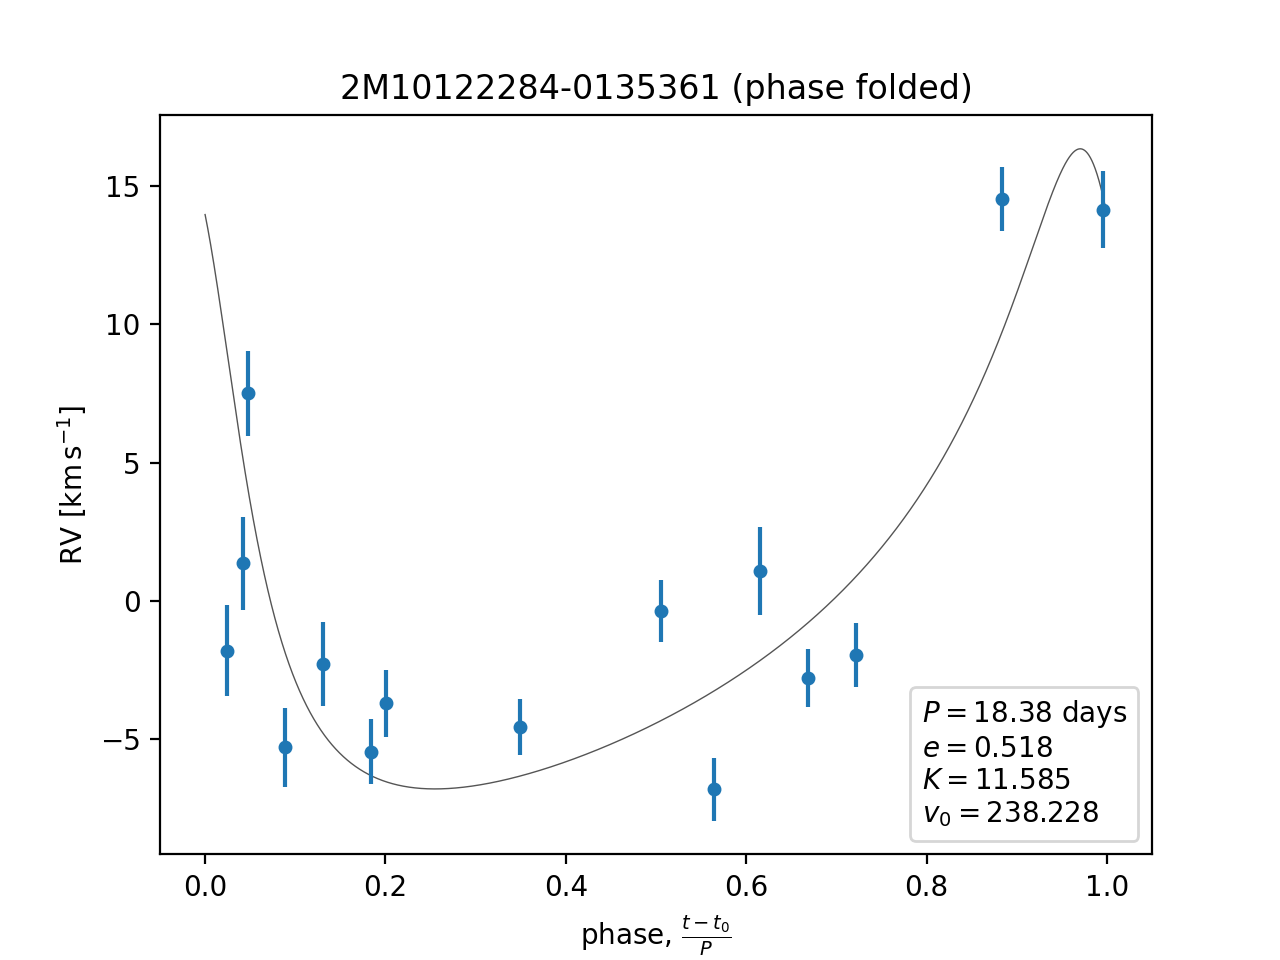 2M10122284-0135361 (phase folded)
RV [km s⁻¹]
15
10
5
0
−5
P = 18.38 days
e = 0.518
K = 11.585
v₀ = 238.228
0.0 0.2 0.4 0.6 0.8 1.0
phase, (t − t₀)/P